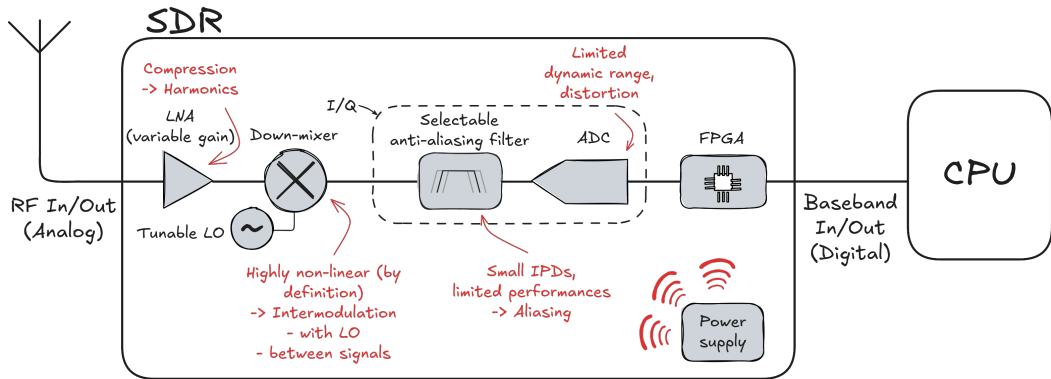 SDR
Compression
-> Harmonics
LNA
(variable gain)
Down-mixer
I/Q
Limited
dynamic range,
distortion
Selectable
anti-aliasing filter
ADC
FPGA
CPU
RF In/Out
(Analog)
Tunable LO
Baseband
In/Out
(Digital)
Highly non-linear (by
definition)
-> Intermodulation
- with LO
- between signals
Small IPDs,
limited performances
-> Aliasing
Power
supply